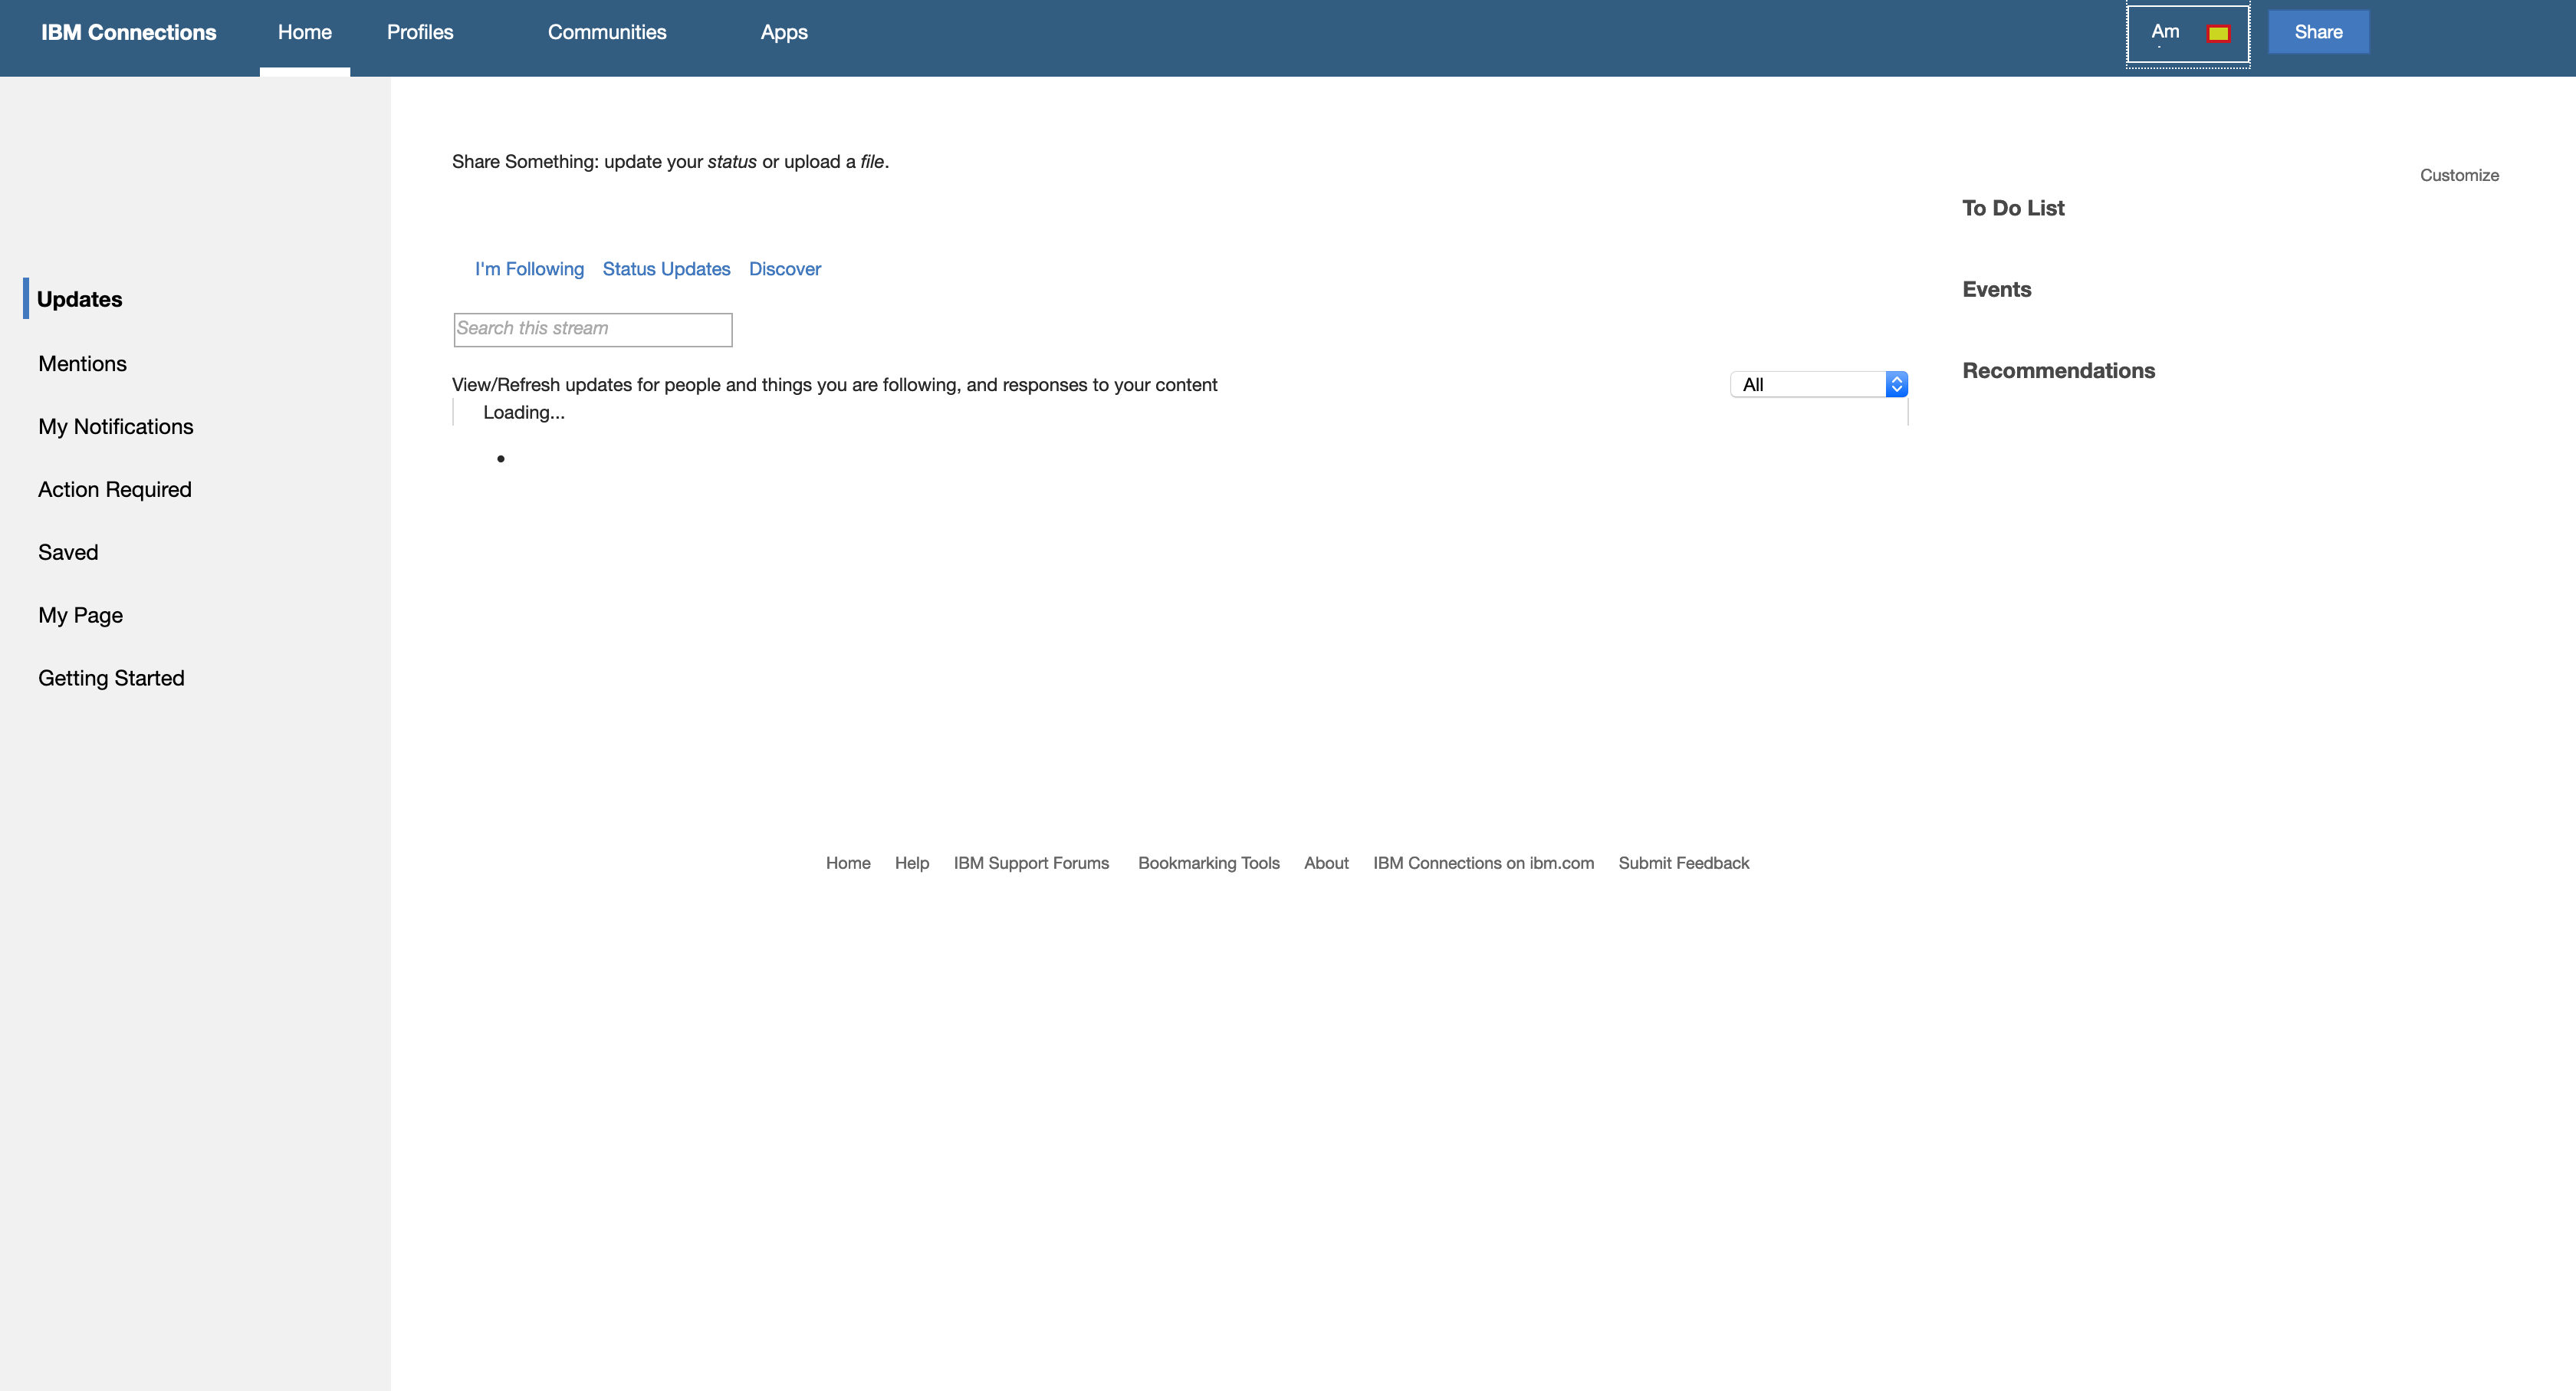 IBM Connections Home Profiles Communities Apps Am Share
Share Something: update your status or upload a file.
Customize
To Do List
I'm Following Status Updates Discover
Events
Updates
Search this stream
Mentions
View/Refresh updates for people and things you are following, and responses to your content All
Recommendations
Loading...
My Notifications
Action Required
Saved
My Page
Getting Started
Home Help IBM Support Forums Bookmarking Tools About IBM Connections on ibm.com Submit Feedback